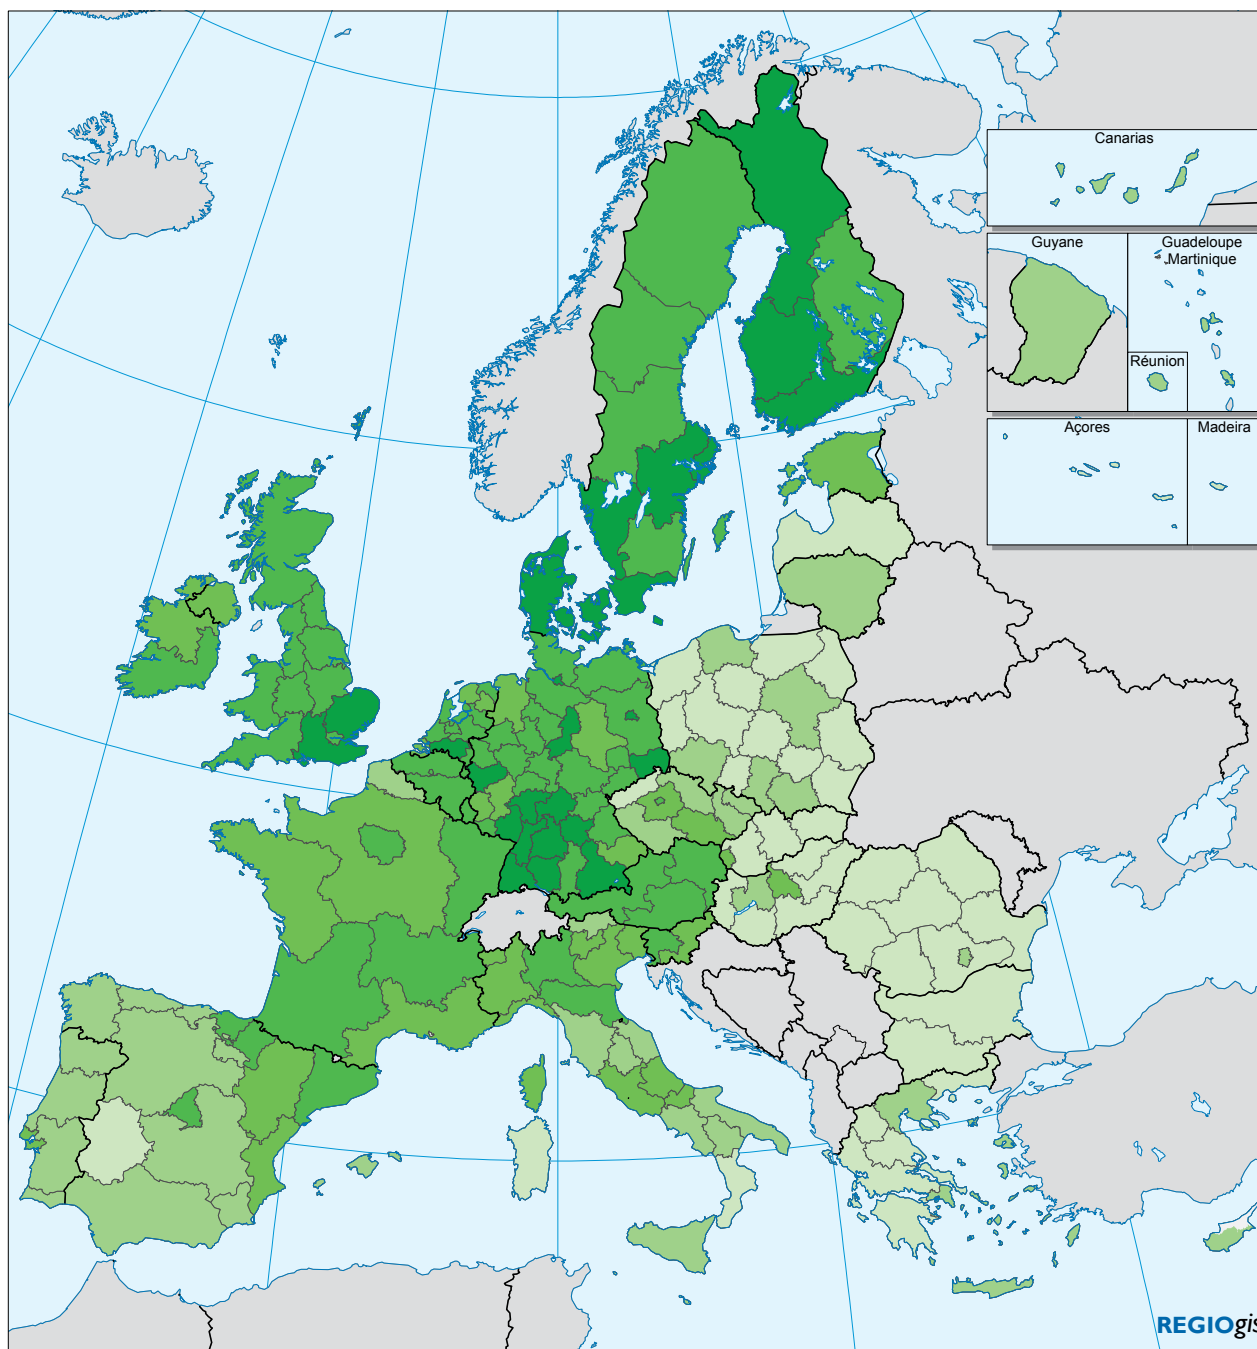 Canarias
Guyane
Guadeloupe
Martinique
Réunion
Açores
Madeira
REGIOgis